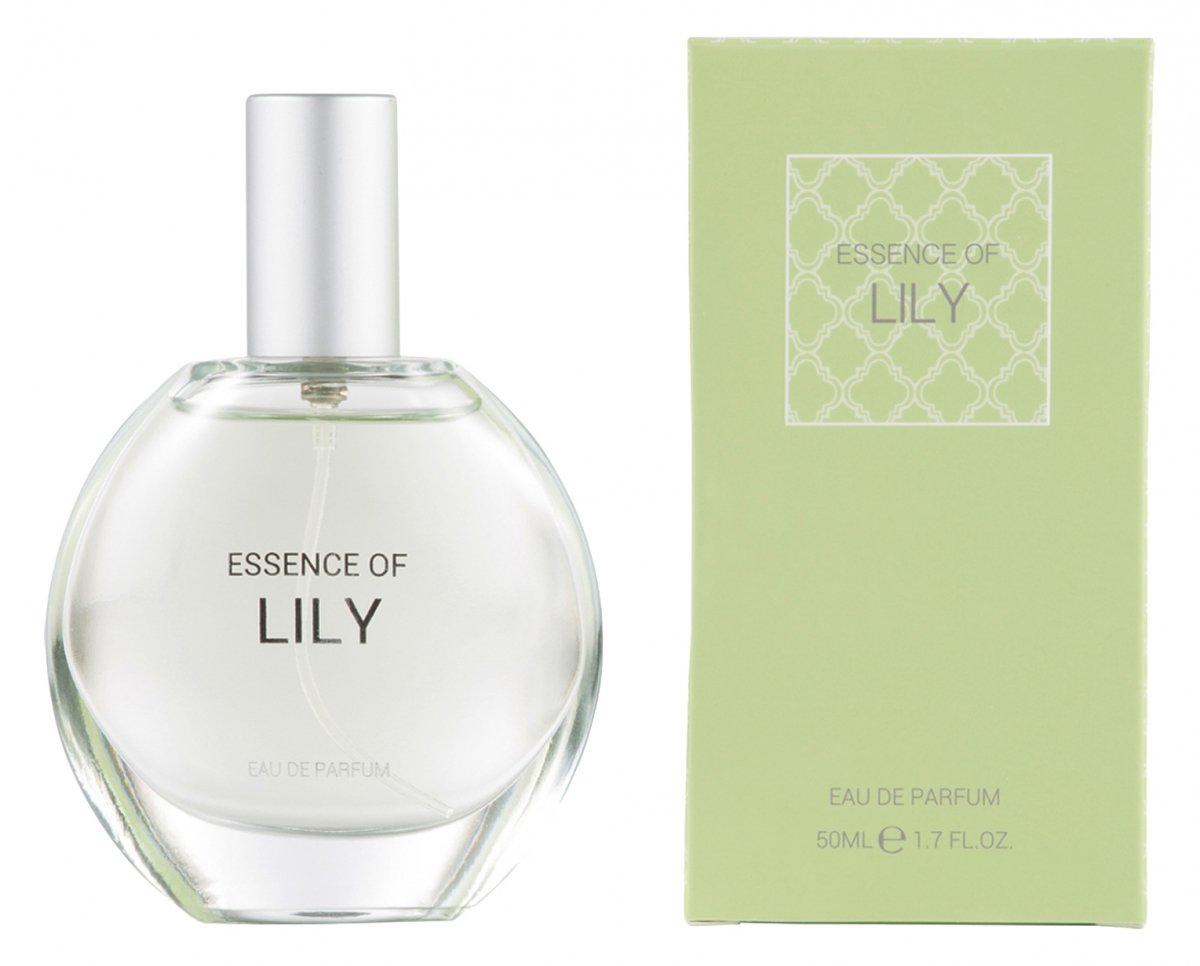 ESSENCE OF
LILY
EAU DE PARFUM
ESSENCE OF
LILY
EAU DE PARFUM
50ML ℮ 1.7 FL.OZ.